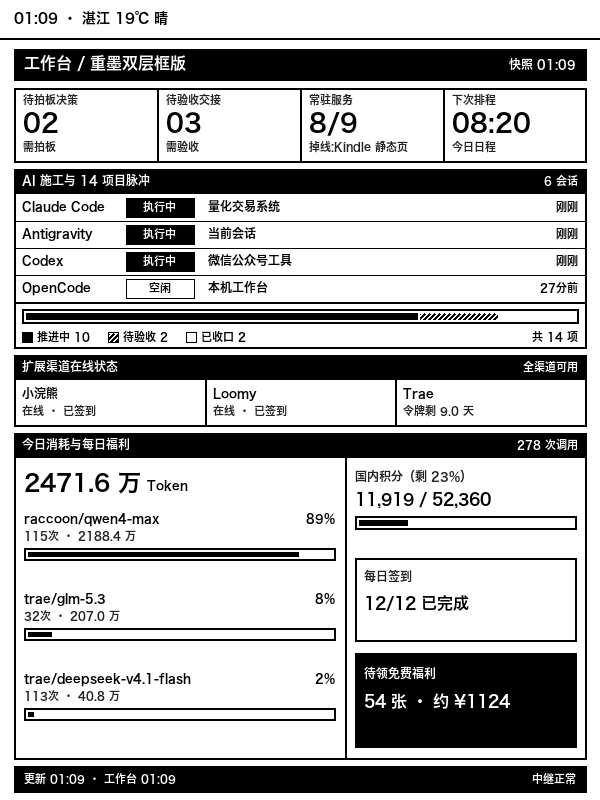 01:09 · 湛江 19℃ 晴
工作台 / 重墨双层框版 快照 01:09
待拍板决策 待验收交接 常驻服务 下次排程
02 03 8/9 08:20
需拍板 需验收 掉线:Kindle 静态页 今日日程
AI 施工与 14 项目脉冲 6 会话
Claude Code 执行中 量化交易系统 刚刚
Antigravity 执行中 当前会话 刚刚
Codex 执行中 微信公众号工具 刚刚
OpenCode 空闲 本机工作台 27分前
推进中 10 待验收 2 已收口 2 共 14 项
扩展渠道在线状态 全渠道可用
小浣熊 Loomy Trae
在线 · 已签到 在线 · 已签到 令牌剩 9.0 天
今日消耗与每日福利 278 次调用
2471.6 万 Token
raccoon/qwen4-max 89%
115次 · 2188.4 万
trae/glm-5.3 8%
32次 · 207.0 万
trae/deepseek-v4.1-flash 2%
113次 · 40.8 万
国内积分（剩 23%）
11,919 / 52,360
每日签到
12/12 已完成
待领免费福利
54 张 · 约 ¥1124
更新 01:09 · 工作台 01:09 中继正常